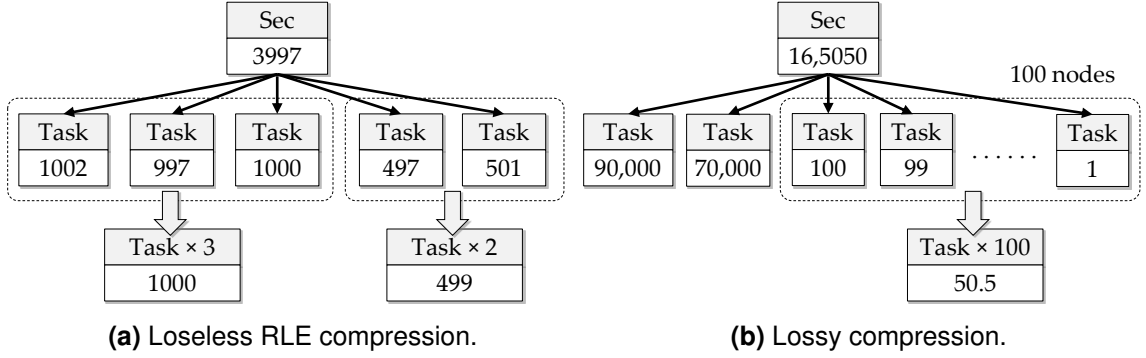 Sec
3997
Task
1002
Task
997
Task
1000
Task
497
Task
501
Task × 3
1000
Task × 2
499
(a) Loseless RLE compression.
Sec
16,5050
100 nodes
Task
90,000
Task
70,000
Task
100
Task
99
......
Task
1
Task × 100
50.5
(b) Lossy compression.